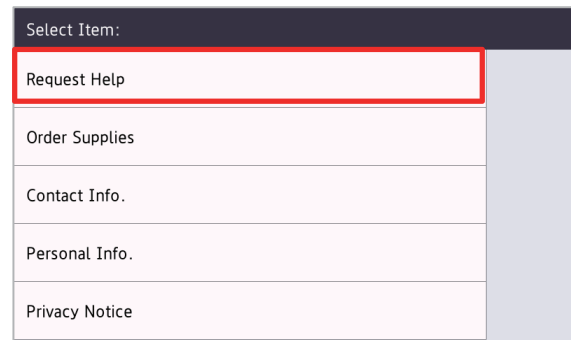 Select Item:
Request Help
Order Supplies
Contact Info.
Personal Info.
Privacy Notice